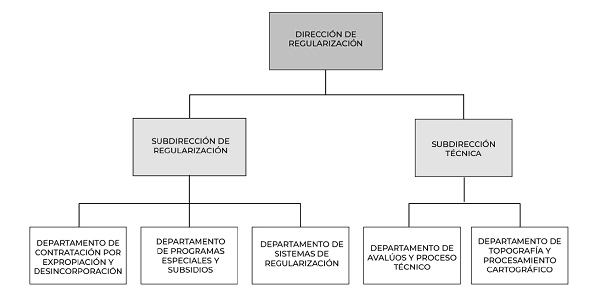 DIRECCIÓN DE
REGULARIZACIÓN
SUBDIRECCIÓN DE
REGULARIZACIÓN
SUBDIRECCIÓN
TÉCNICA
DEPARTAMENTO DE
CONTRATACIÓN POR
EXPROPIACIÓN Y
DESINCORPORACIÓN
DEPARTAMENTO
DE PROGRAMAS
ESPECIALES Y
SUBSIDIOS
DEPARTAMENTO DE
SISTEMAS DE
REGULARIZACIÓN
DEPARTAMENTO DE
AVALÚOS Y PROCESO
TÉCNICO
DEPARTAMENTO DE
TOPOGRAFÍA Y
PROCESAMIENTO
CARTOGRÁFICO